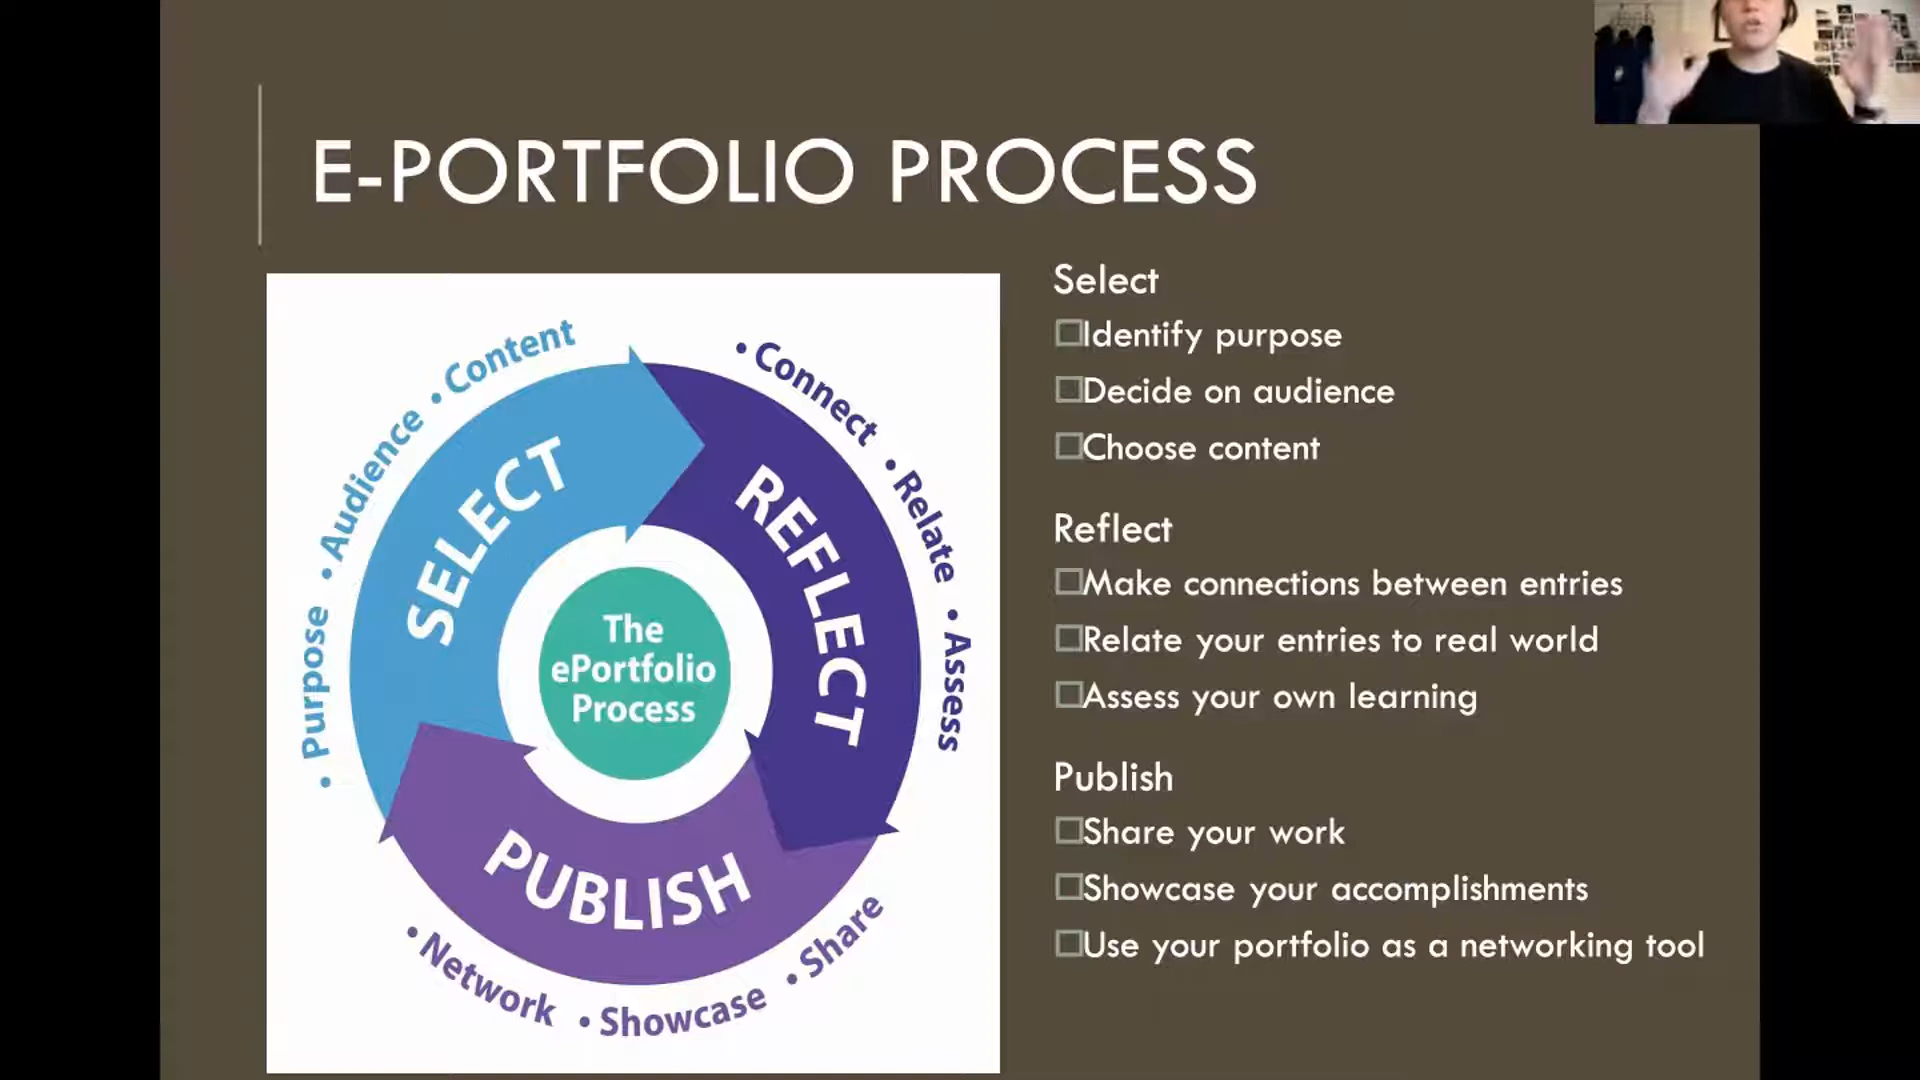 E-PORTFOLIO PROCESS
• Purpose • Audience • Content
SELECT
• Connect • Relate • Assess
REFLECT
The
ePortfolio
Process
PUBLISH
• Network • Showcase • Share
Select
Identify purpose
Decide on audience
Choose content
Reflect
Make connections between entries
Relate your entries to real world
Assess your own learning
Publish
Share your work
Showcase your accomplishments
Use your portfolio as a networking tool